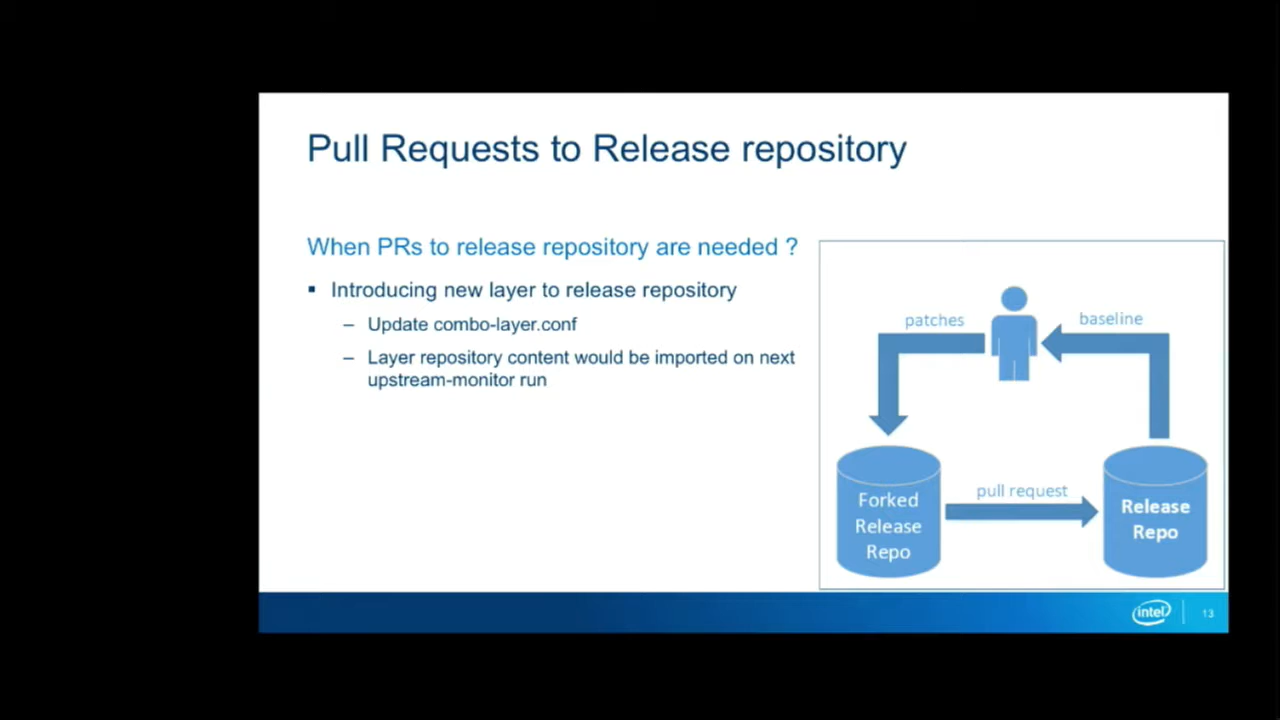 Pull Requests to Release repository
When PRs to release repository are needed ?
▪ Introducing new layer to release repository
– Update combo-layer.conf
– Layer repository content would be imported on next
upstream-monitor run
patches
baseline
Forked
Release
Repo
pull request
Release
Repo
intel
13